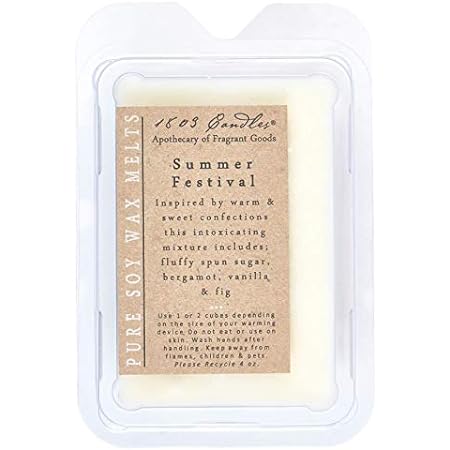 1803 Candles®
Apothecary of Fragrant Goods
Summer
Festival
Inspired by warm &
sweet confections
this intoxicating
mixture includes;
fluffy spun sugar,
bergamot, vanilla
& fig
Use 1 or 2 cubes depending
on the size of your warming
device. Do not eat or use on
skin. Wash hands after
handling. Keep away from
flames, children & pets.
Please Recycle 4 oz.
PURE SOY WAX MELTS